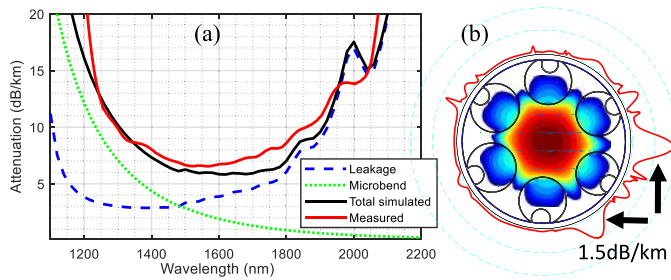 (a)
(b)
20
15
10
5
Attenuation (dB/km)
1200
1400
1600
1800
2000
2200
Wavelength (nm)
Leakage
Microbend
Total simulated
Measured
1.5dB/km